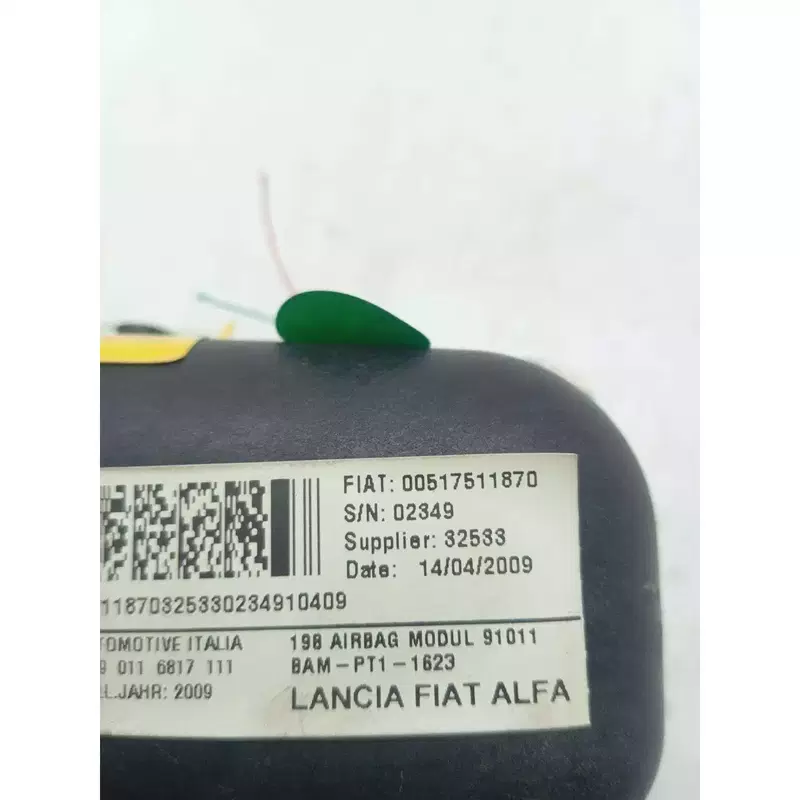 FIAT: 00517511870
S/N: 02349
Supplier: 32533
Date: 14/04/2009
11870325330234910409
TOMOTIVE ITALIA
9 011 6817 111
L.JAHR: 2009
198 AIRBAG MODUL 91011
BAM-PT1-1623
LANCIA FIAT ALFA